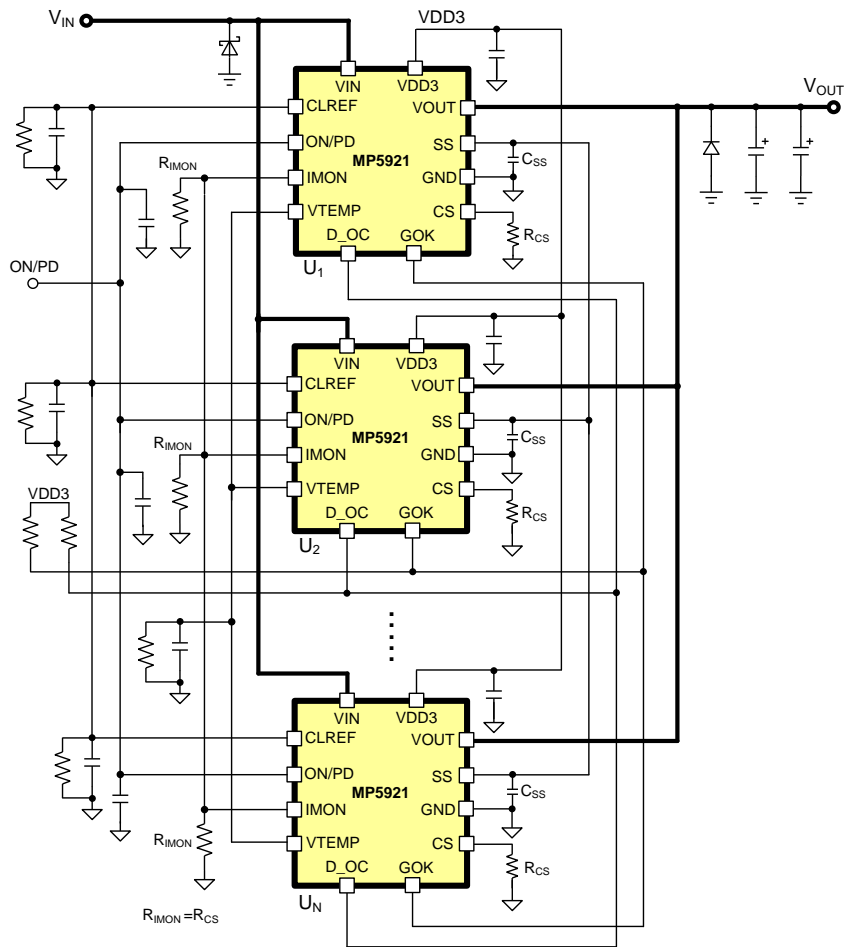 VIN
VDD3
VOUT
VIN
VDD3
CLREF
VOUT
ON/PD
SS
MP5921
CSS
RIMON
IMON
GND
VTEMP
CS
RCS
D_OC
GOK
U1
ON/PD
VIN
VDD3
CLREF
VOUT
ON/PD
SS
MP5921
CSS
RIMON
IMON
GND
VTEMP
CS
RCS
VDD3
D_OC
GOK
U2
VIN
VDD3
CLREF
VOUT
ON/PD
SS
MP5921
CSS
IMON
GND
RIMON
VTEMP
CS
RCS
D_OC
GOK
UN
RIMON =RCS